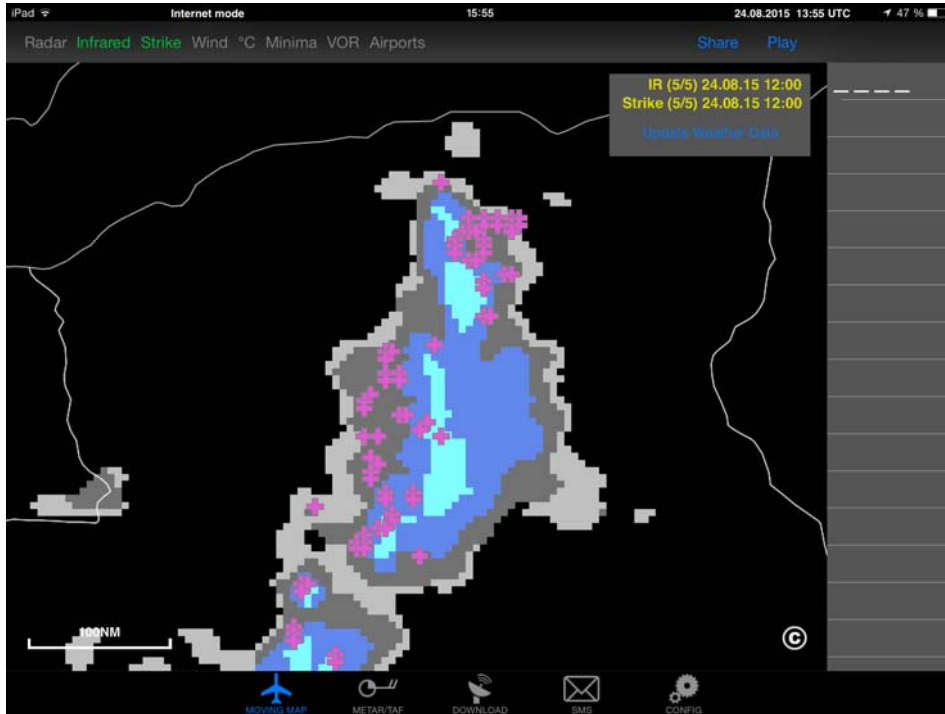 iPad Internet mode 15:55 24.08.2015 13:55 UTC 47 %
Radar Infrared Strike Wind °C Minima VOR Airports Share Play
IR (5/5) 24.08.15 12:00
Strike (5/5) 24.08.15 12:00
Update Weather Data
100NM
©
MOVING MAP METAR/TAF DOWNLOAD SMS CONFIG